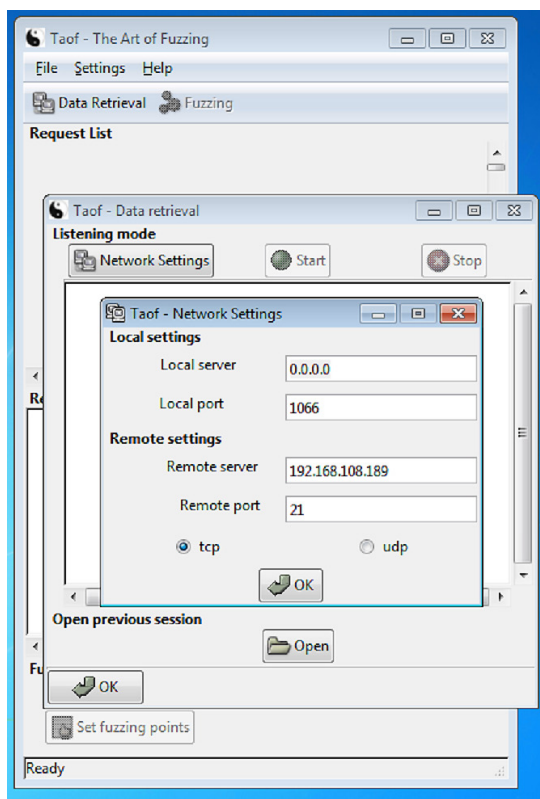 Taof - The Art of Fuzzing
File Settings Help
Data Retrieval Fuzzing
Request List
Taof - Data retrieval
Listening mode
Network Settings Start Stop
Taof - Network Settings
Local settings
Local server 0.0.0.0
Local port 1066
Remote settings
Remote server 192.168.108.189
Remote port 21
tcp udp
OK
Open previous session
Open
OK
Set fuzzing points
Ready